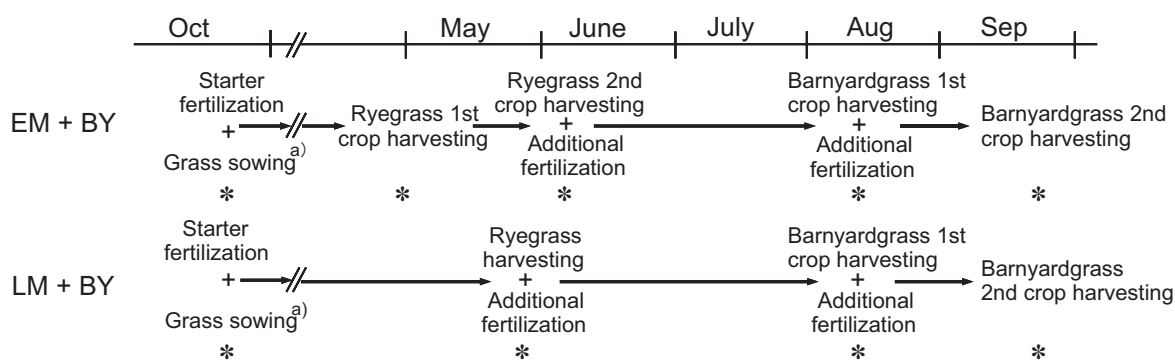 Oct May June July Aug Sep
EM + BY
Starter
fertilization
+
Grass sowing a)
*
Ryegrass 1st
crop harvesting
*
Ryegrass 2nd
crop harvesting
+
Additional
fertilization
*
Barnyardgrass 1st
crop harvesting
+
Additional
fertilization
*
Barnyardgrass 2nd
crop harvesting
*
LM + BY
Starter
fertilization
+
Grass sowing a)
*
Ryegrass
harvesting
+
Additional
fertilization
*
Barnyardgrass 1st
crop harvesting
+
Additional
fertilization
*
Barnyardgrass
2nd crop harvesting
*